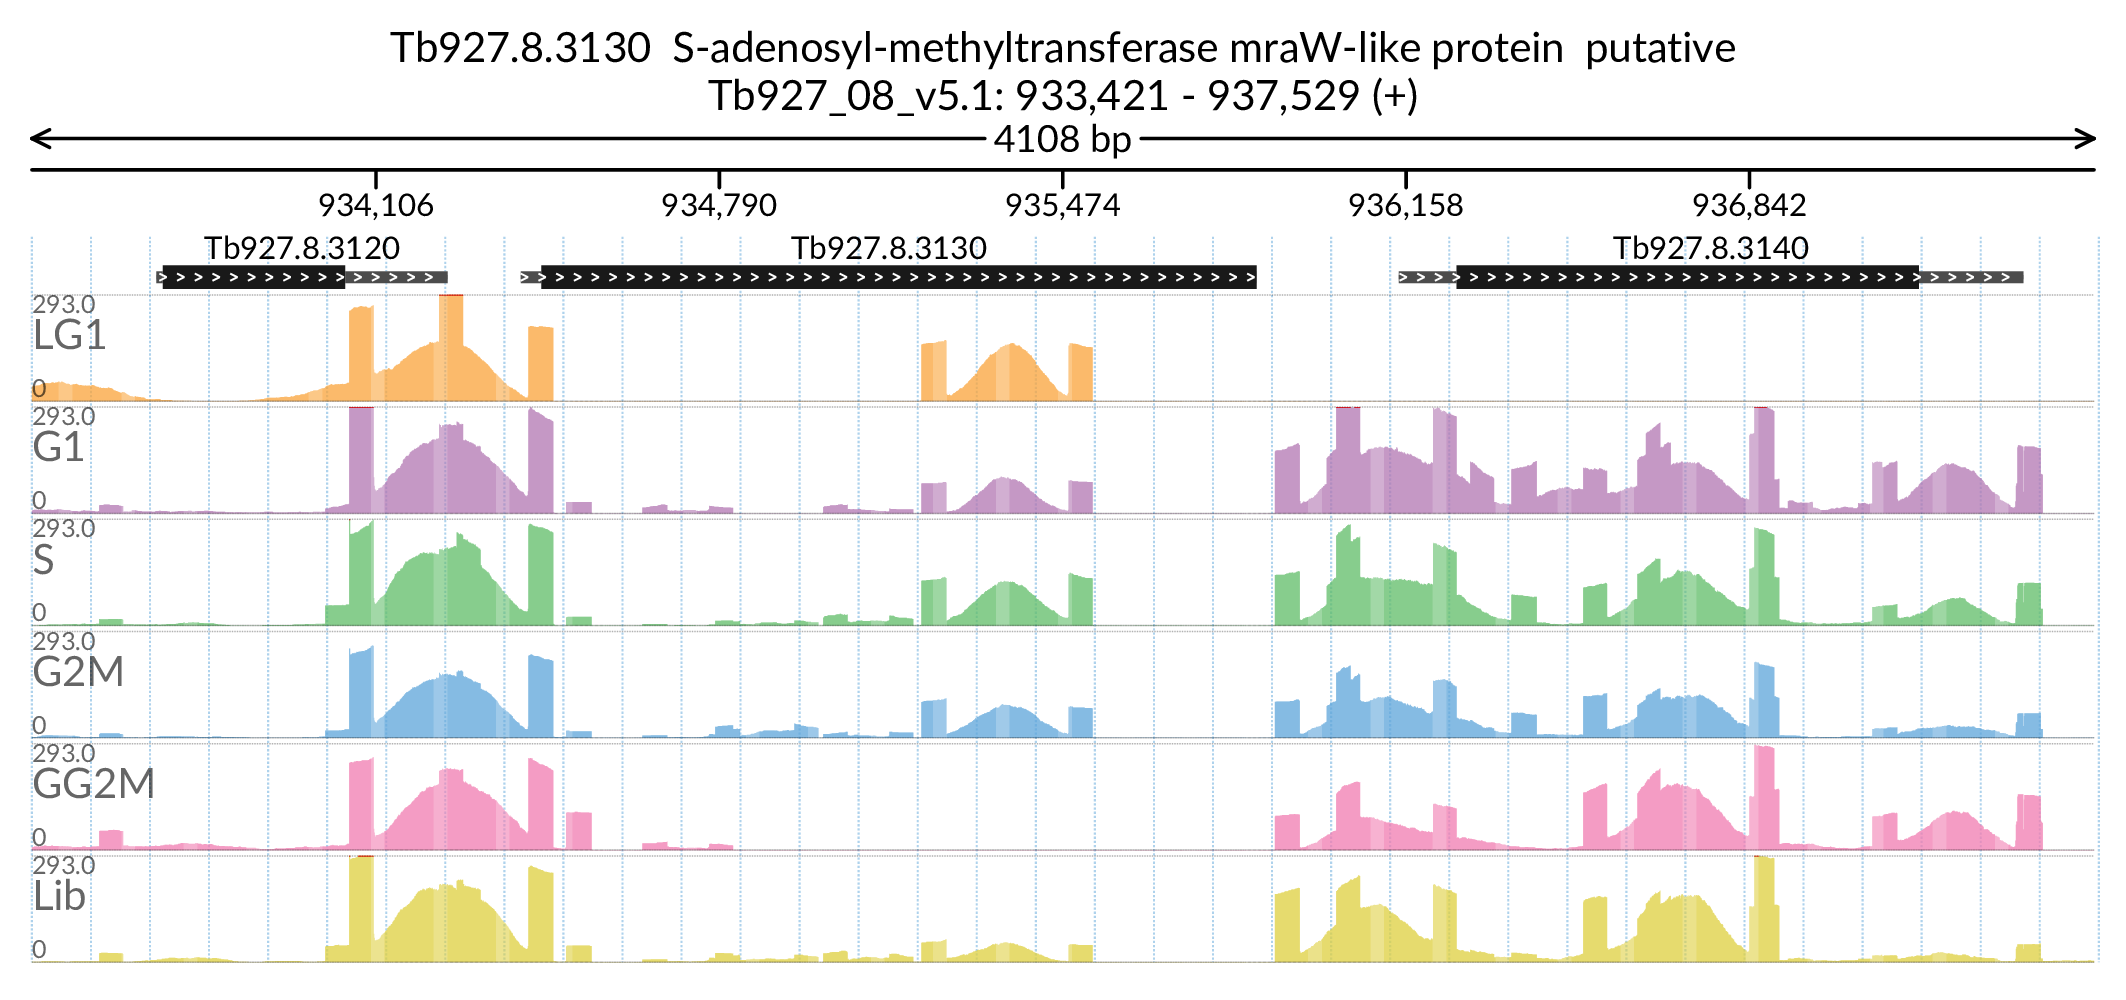 Tb927.8.3130  S-adenosyl-methyltransferase mraW-like protein  putative
Tb927_08_v5.1: 933,421 - 937,529 (+)
4108 bp
934,106 934,790 935,474 936,158 936,842
Tb927.8.3120 Tb927.8.3130 Tb927.8.3140
293.0
LG1
0
293.0
G1
0
293.0
S
0
293.0
G2M
0
293.0
GG2M
0
293.0
Lib
0